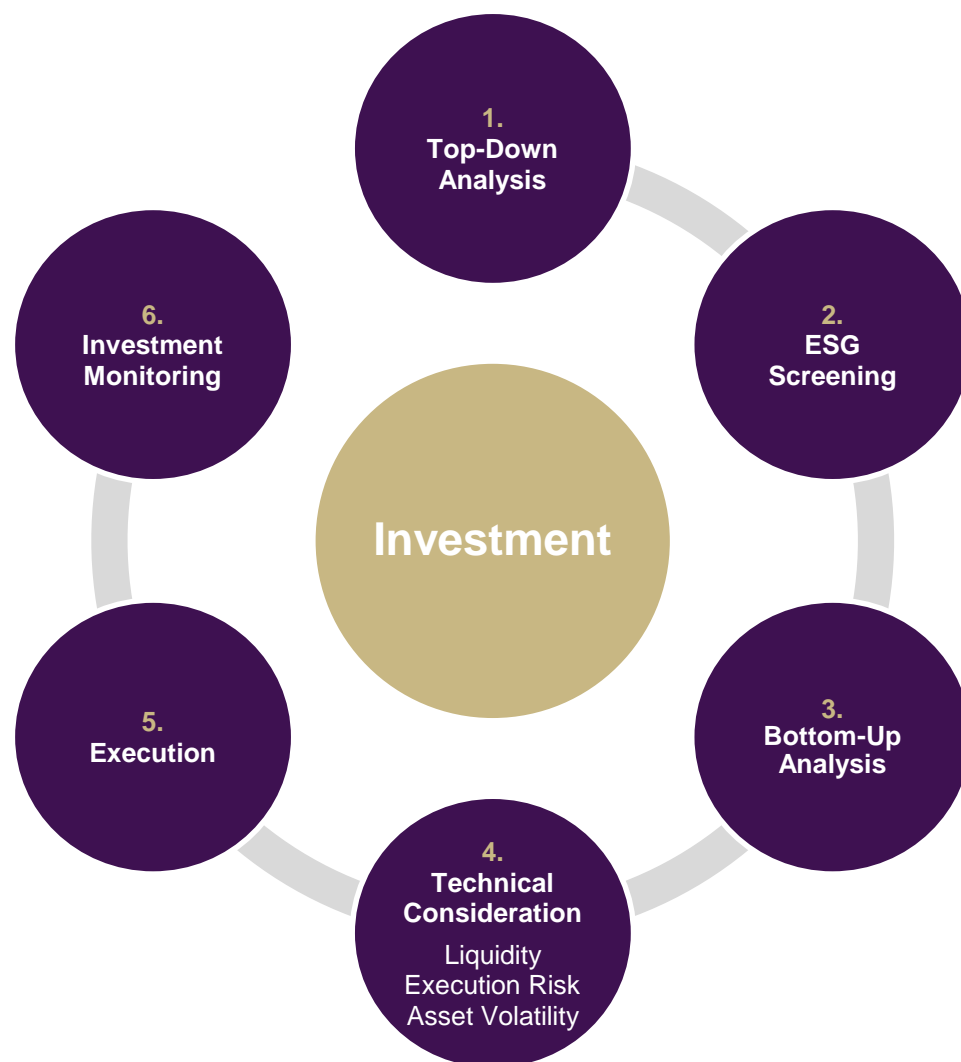 1.
Top-Down
Analysis
2.
ESG
Screening
3.
Bottom-Up
Analysis
4.
Technical
Consideration
Liquidity
Execution Risk
Asset Volatility
5.
Execution
6.
Investment
Monitoring
Investment